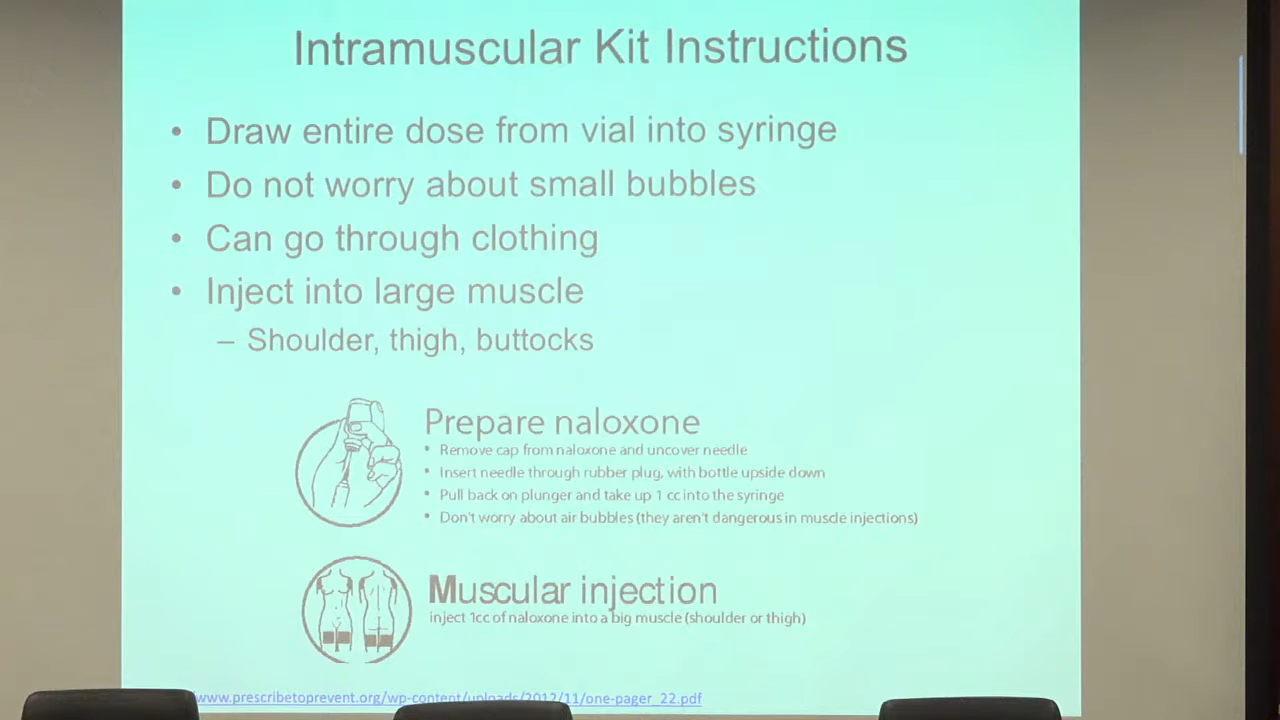 Intramuscular Kit Instructions
• Draw entire dose from vial into syringe
• Do not worry about small bubbles
• Can go through clothing
• Inject into large muscle
– Shoulder, thigh, buttocks
Prepare naloxone
• Remove cap from naloxone and uncover needle
• Insert needle through rubber plug, with bottle upside down
• Pull back on plunger and take up 1 cc into the syringe
• Don't worry about air bubbles (they aren't dangerous in muscle injections)
Muscular injection
inject 1cc of naloxone into a big muscle (shoulder or thigh)
www.prescribetoprevent.org/wp-content/uploads/2012/11/one-pager_22.pdf